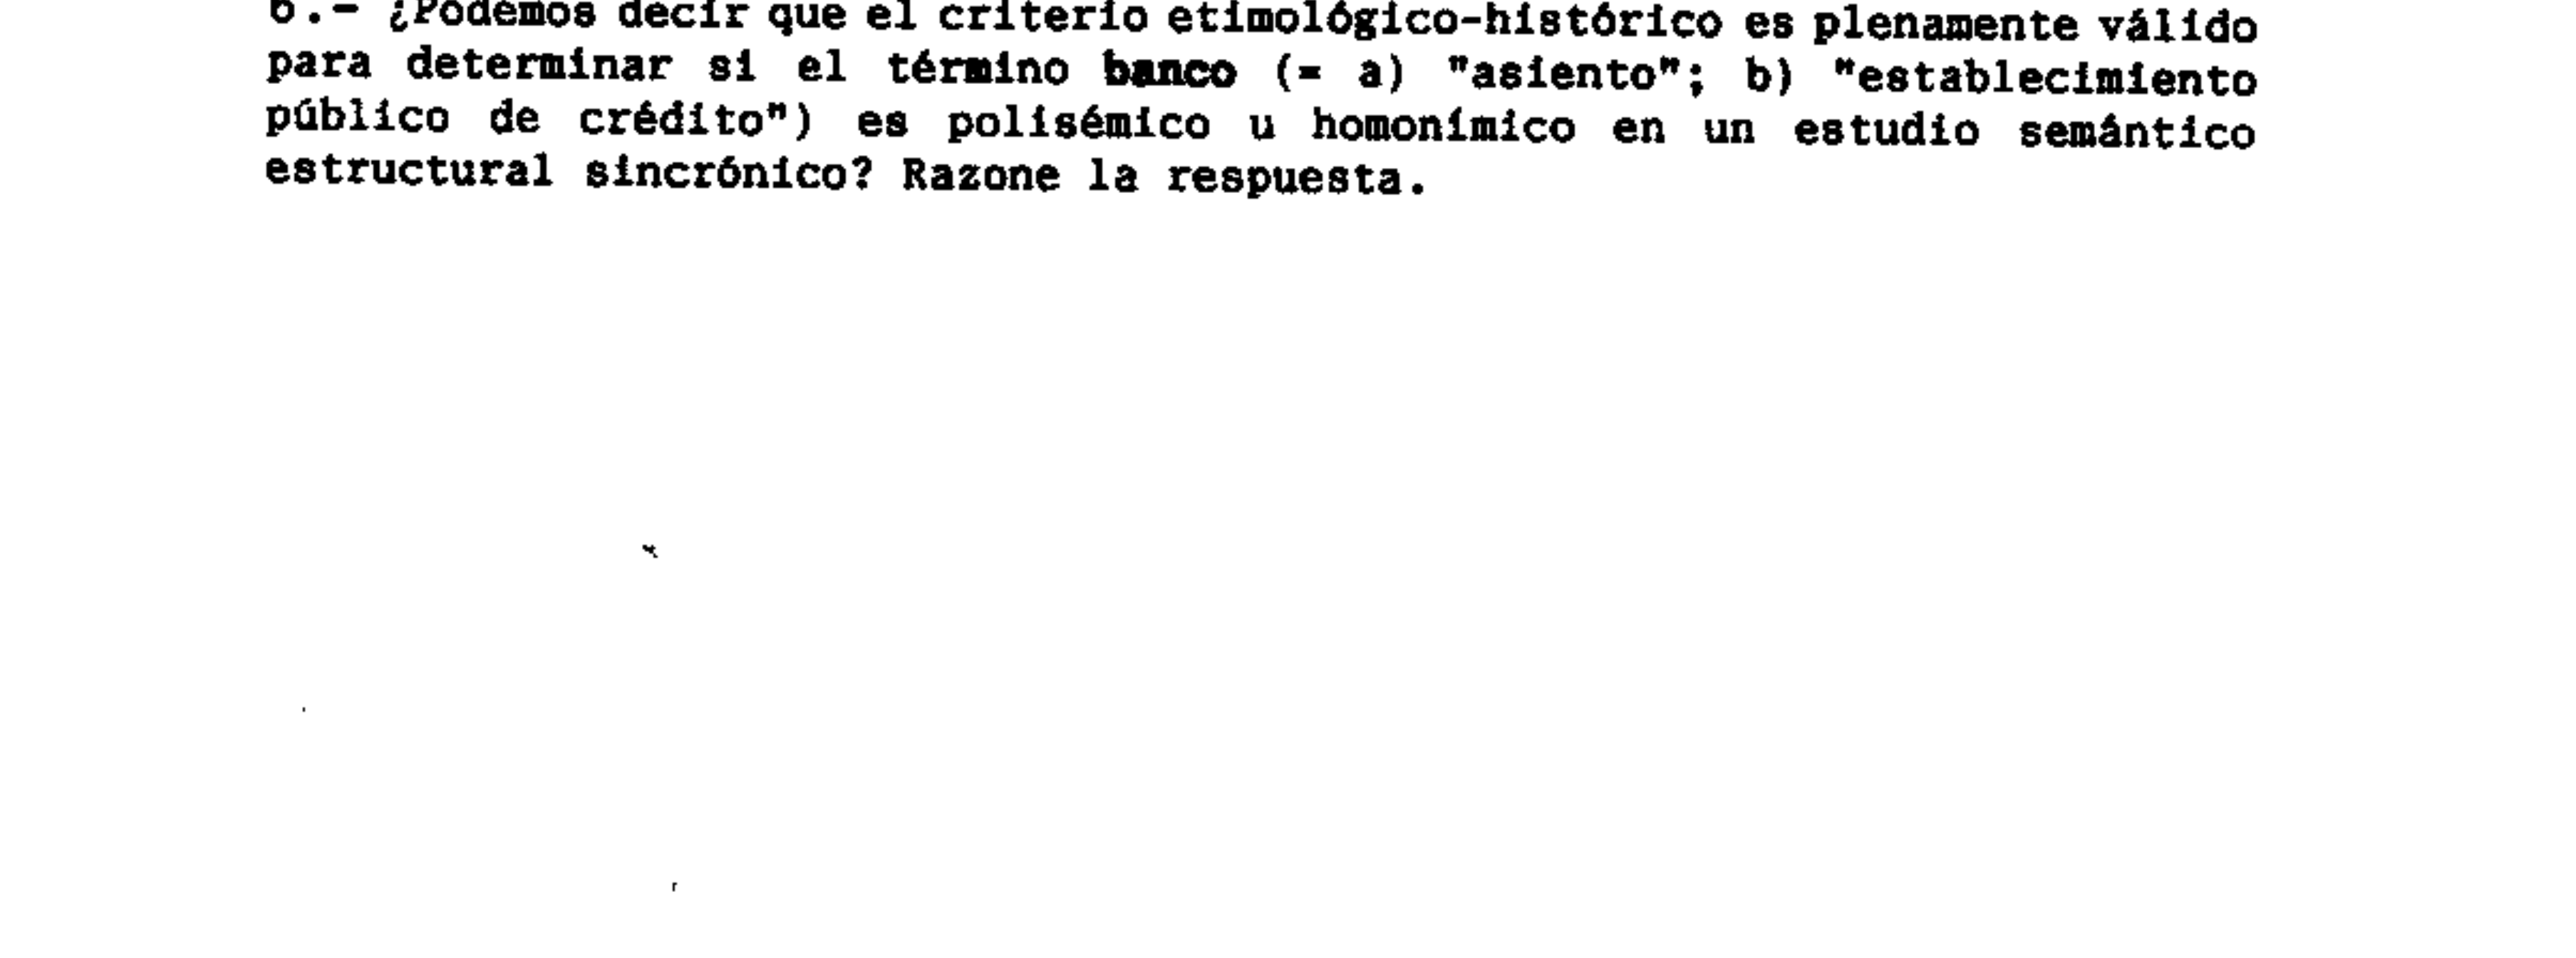 6.- ¿Podemos decir que el criterio etimológico-histórico es plenamente válido
para determinar si el término banco (= a) "asiento"; b) "establecimiento
público de crédito") es polisémico u homonímico en un estudio semántico
estructural sincrónico? Razone la respuesta.